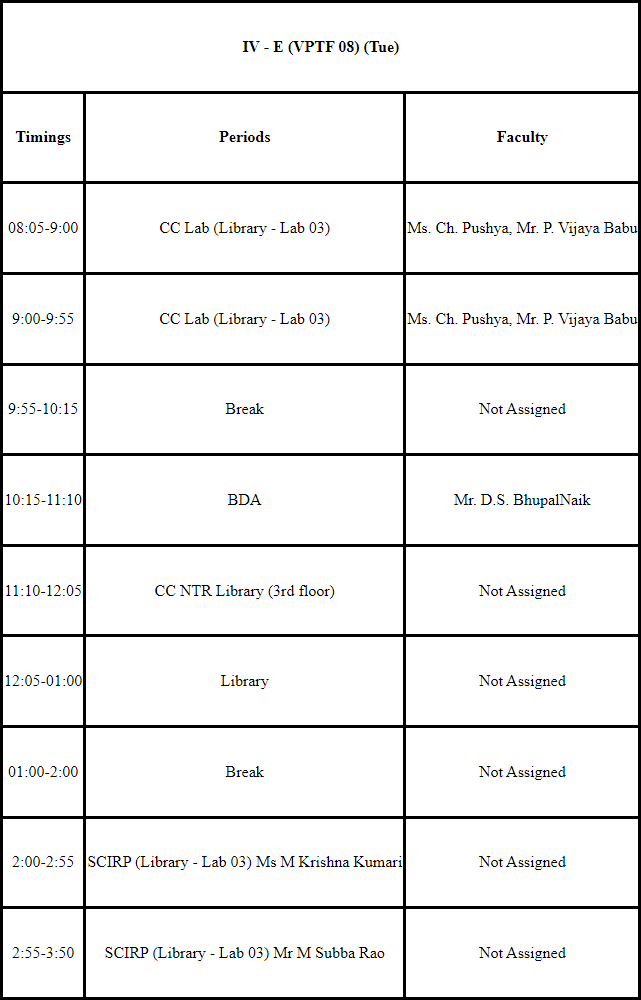 IV - E (VPTF 08) (Tue)
Timings Periods Faculty
08:05-9:00 CC Lab (Library - Lab 03) Ms. Ch. Pushya, Mr. P. Vijaya Babu
9:00-9:55 CC Lab (Library - Lab 03) Ms. Ch. Pushya, Mr. P. Vijaya Babu
9:55-10:15 Break Not Assigned
10:15-11:10 BDA Mr. D.S. BhupalNaik
11:10-12:05 CC NTR Library (3rd floor) Not Assigned
12:05-01:00 Library Not Assigned
01:00-2:00 Break Not Assigned
2:00-2:55 SCIRP (Library - Lab 03) Ms M Krishna Kumari Not Assigned
2:55-3:50 SCIRP (Library - Lab 03) Mr M Subba Rao Not Assigned